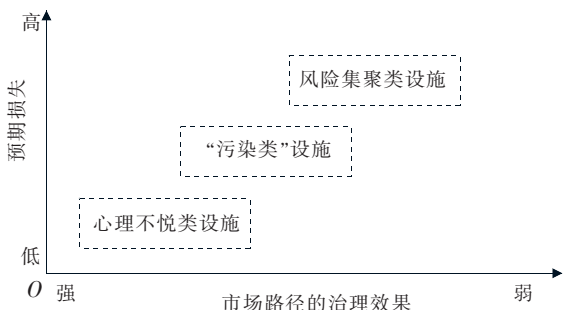 高
预期损失
风险集聚类设施
“污染类”设施
心理不悦类设施
低
O 强 弱
市场路径的治理效果